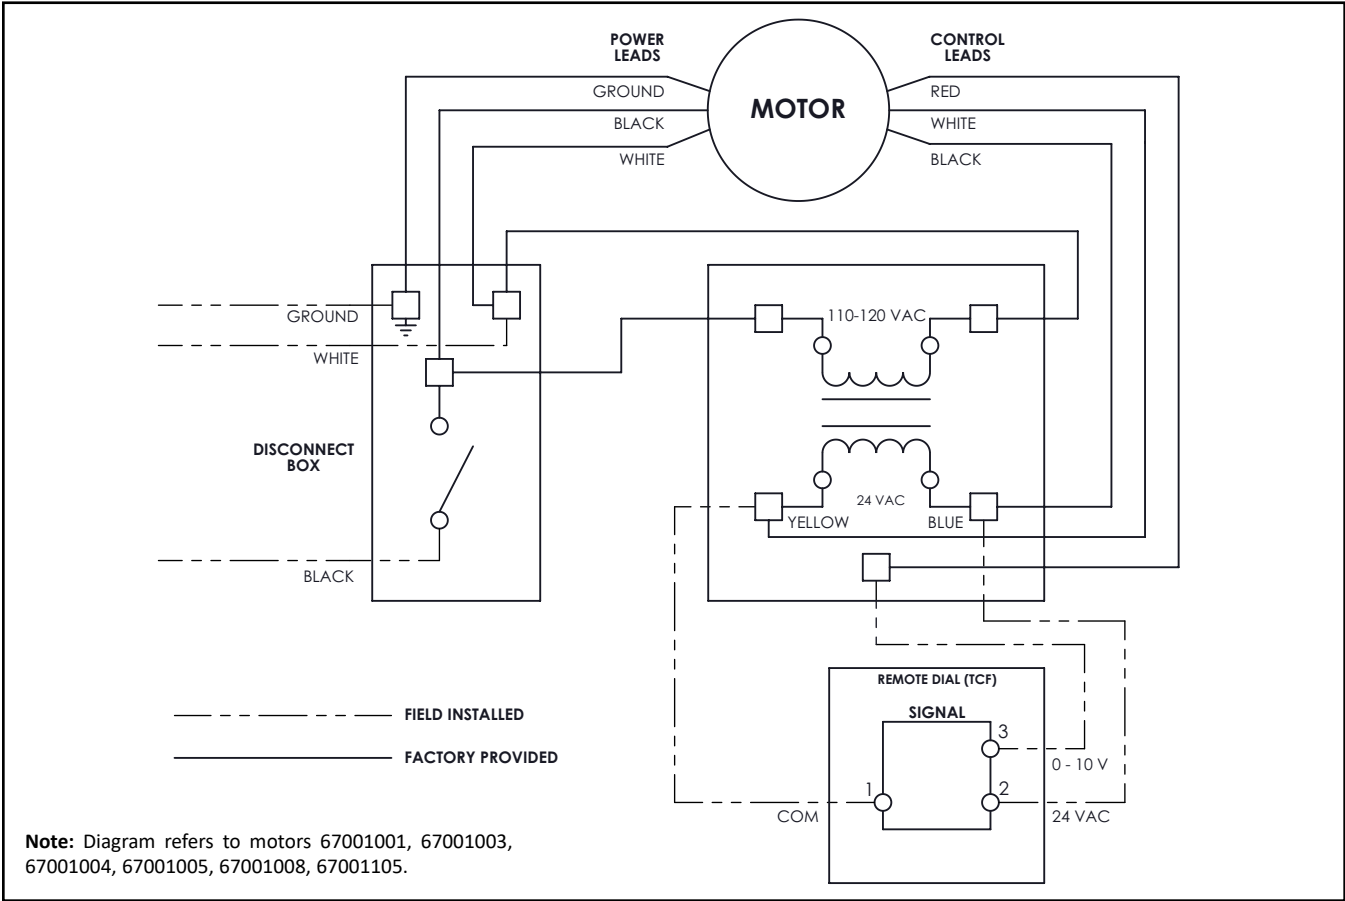 POWER
LEADS
CONTROL
LEADS
MOTOR
GROUND
RED
BLACK
WHITE
WHITE
BLACK
GROUND
110-120 VAC
WHITE
DISCONNECT
BOX
24 VAC
YELLOW
BLUE
BLACK
REMOTE DIAL (TCF)
SIGNAL
3
0 - 10 V
1
2
COM
24 VAC
FIELD INSTALLED
FACTORY PROVIDED
Note: Diagram refers to motors 67001001, 67001003,
67001004, 67001005, 67001008, 67001105.